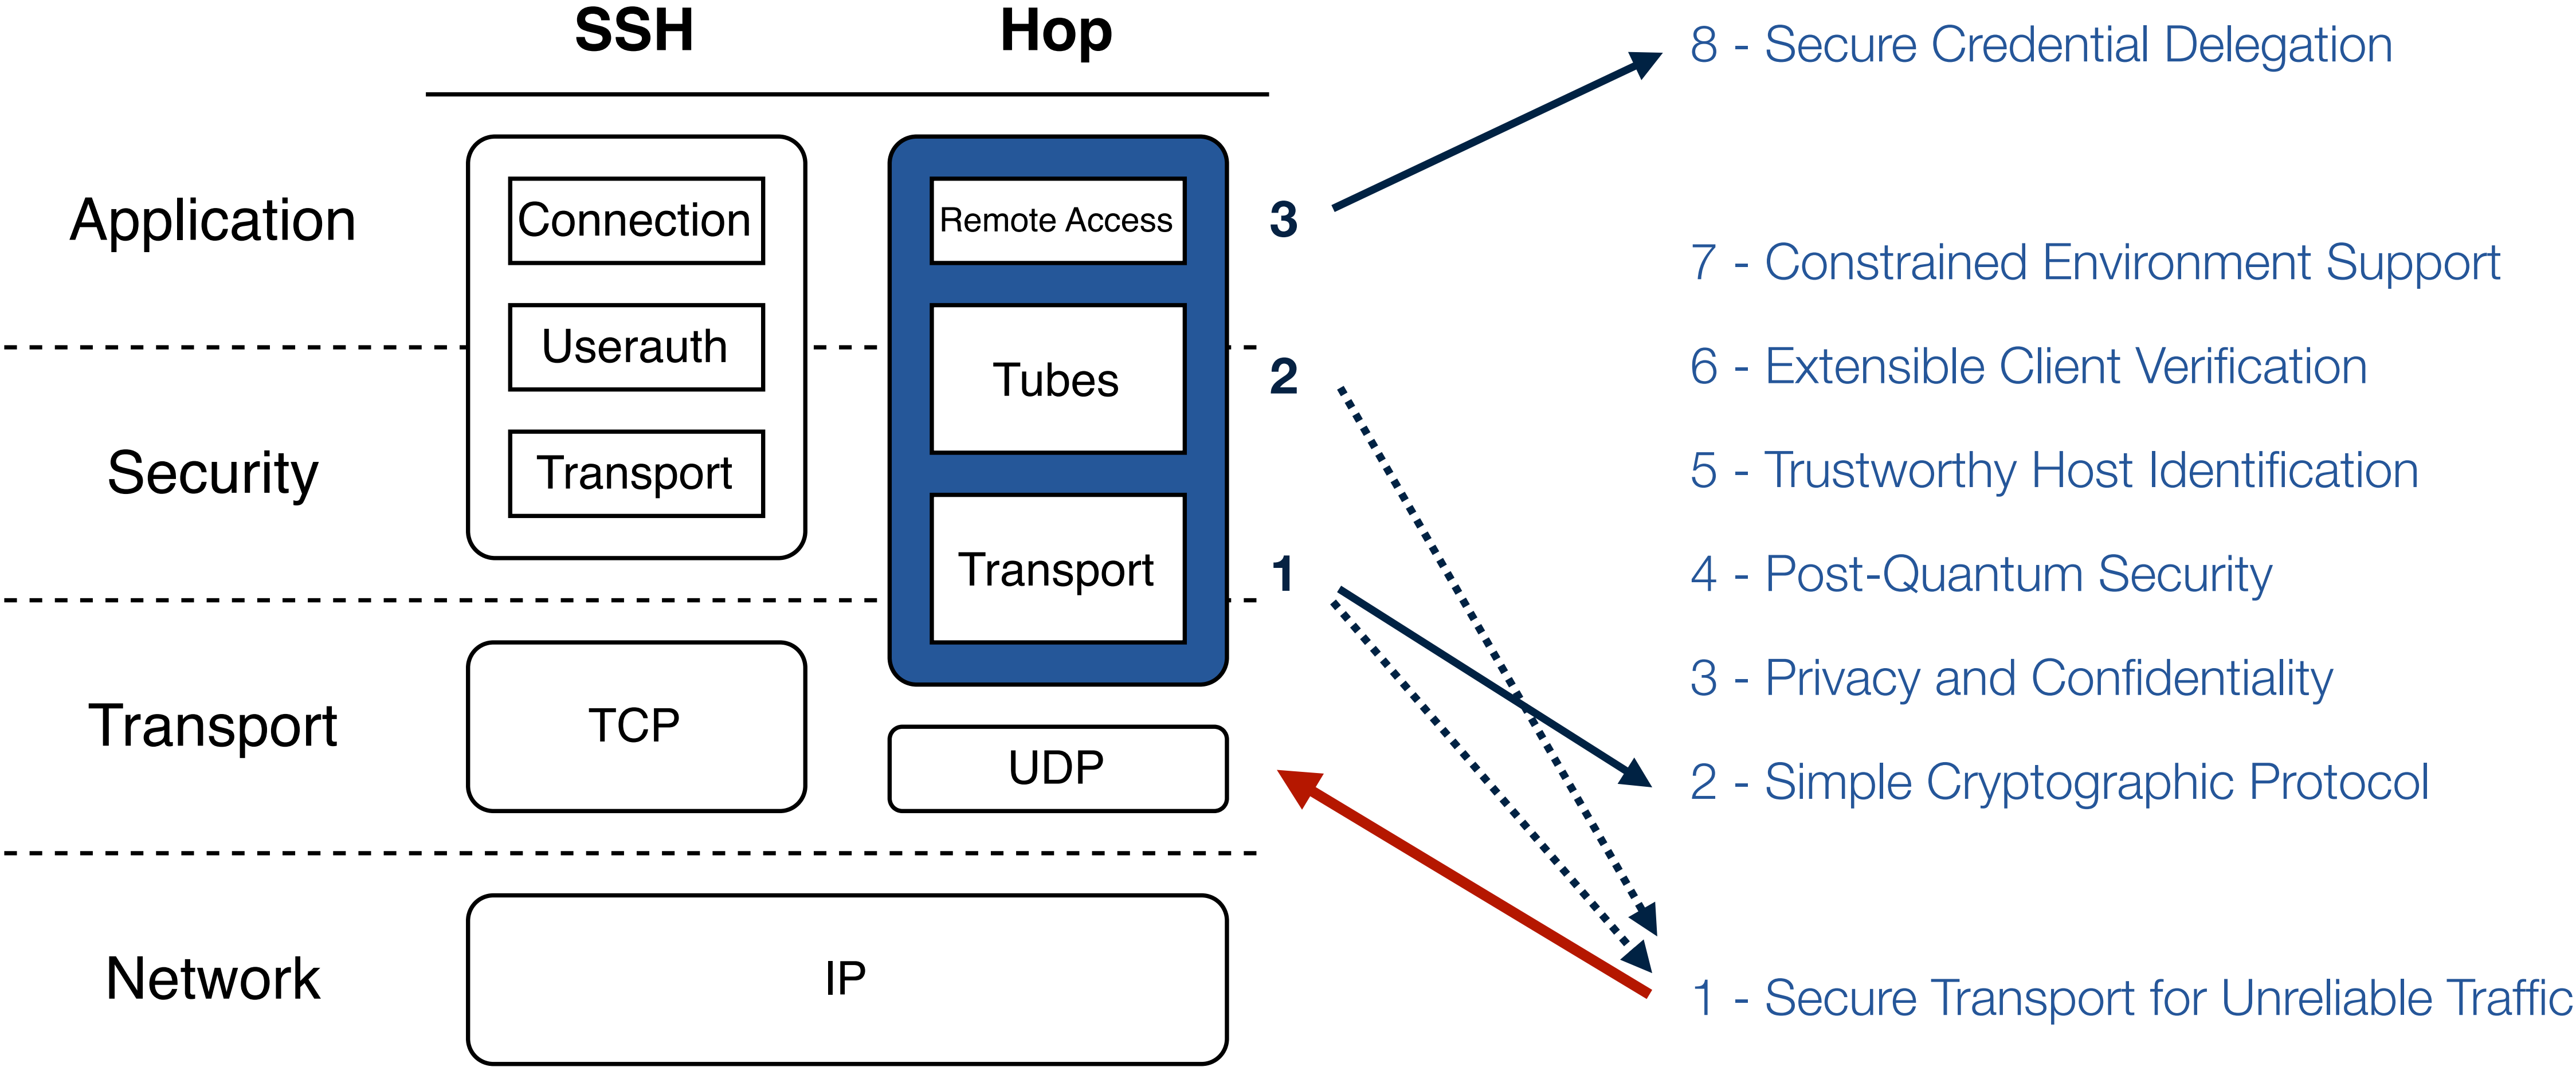 SSH
Hop
Application
Connection
Remote Access
3
Userauth
Tubes
2
Security
Transport
Transport
1
Transport
TCP
UDP
Network
IP
8 - Secure Credential Delegation
7 - Constrained Environment Support
6 - Extensible Client Verification
5 - Trustworthy Host Identification
4 - Post-Quantum Security
3 - Privacy and Confidentiality
2 - Simple Cryptographic Protocol
1 - Secure Transport for Unreliable Traffic